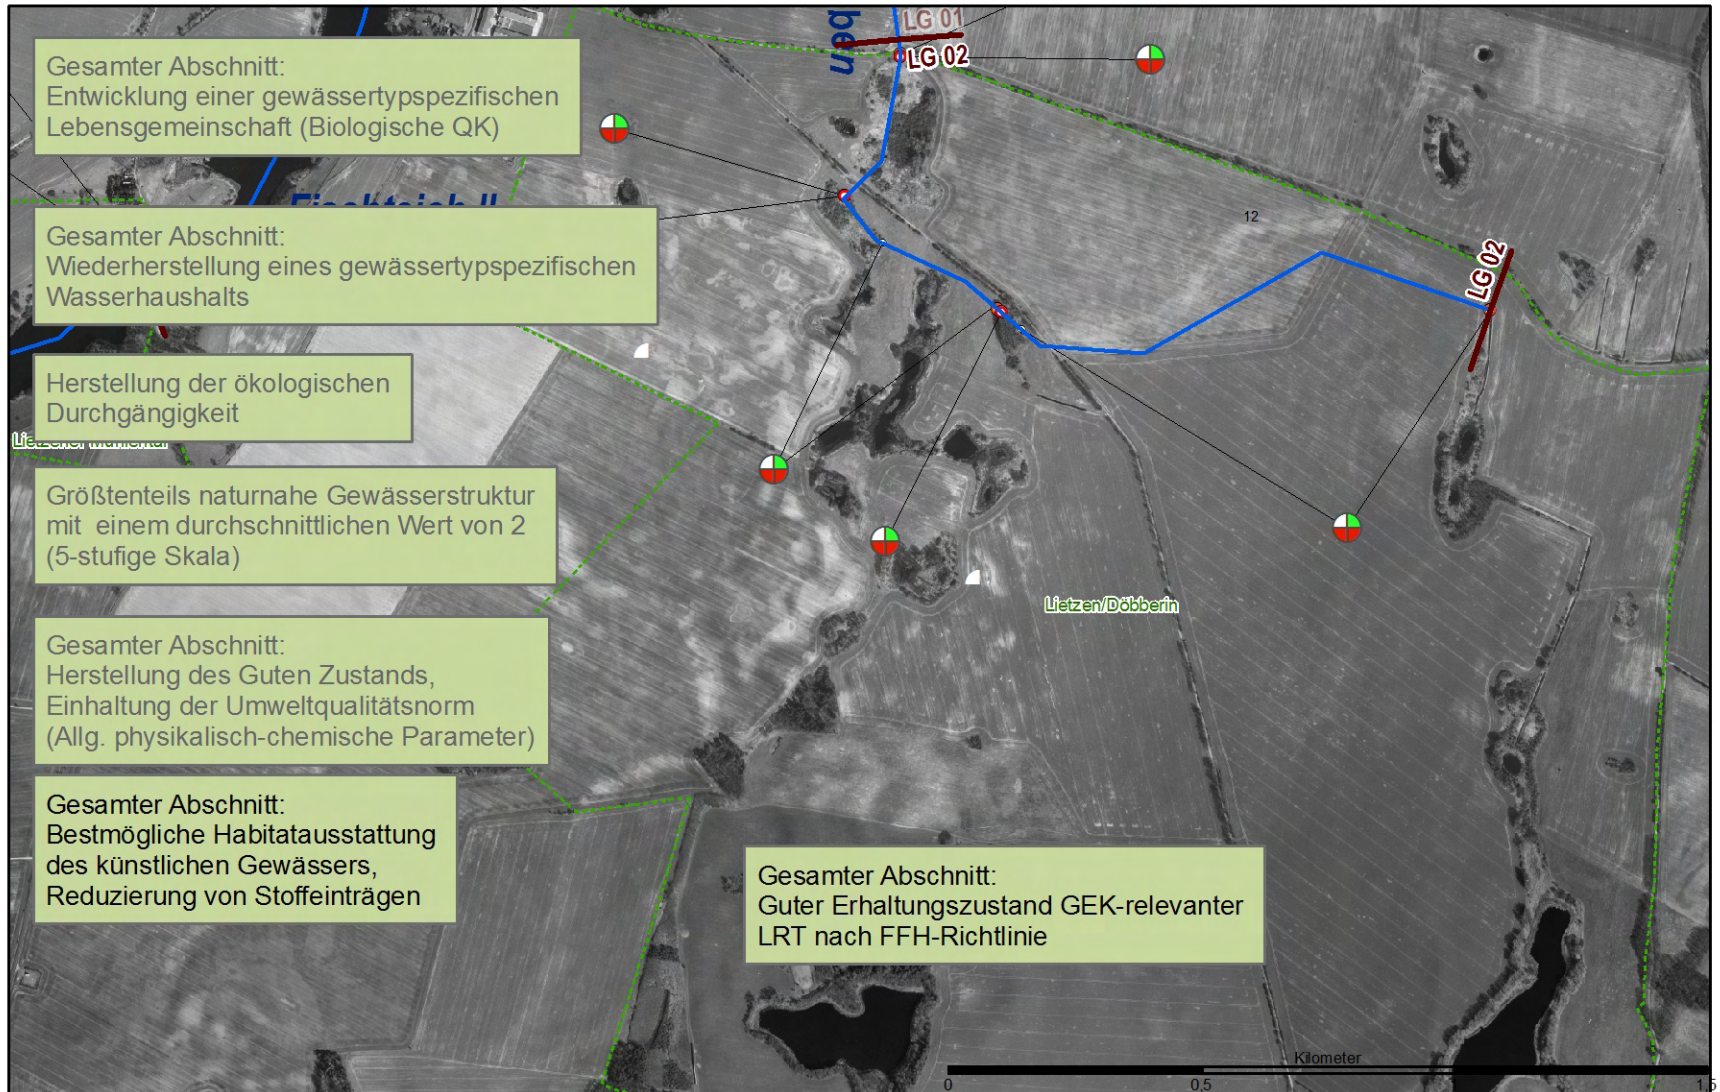 LG 01
LG 02
ben
Gesamter Abschnitt:
Entwicklung einer gewässertypspezifischen
Lebensgemeinschaft (Biologische QK)
12
Gesamter Abschnitt:
Wiederherstellung eines gewässertypspezifischen
Wasserhaushalts
LG 02
Herstellung der ökologischen
Durchgängigkeit
Größtenteils naturnahe Gewässerstruktur
mit einem durchschnittlichen Wert von 2
(5-stufige Skala)
Lietzen/Döbberin
Gesamter Abschnitt:
Herstellung des Guten Zustands,
Einhaltung der Umweltqualitätsnorm
(Allg. physikalisch-chemische Parameter)
Gesamter Abschnitt:
Bestmögliche Habitatausstattung
des künstlichen Gewässers,
Reduzierung von Stoffeinträgen
Gesamter Abschnitt:
Guter Erhaltungszustand GEK-relevanter
LRT nach FFH-Richtlinie
Kilometer
0 0,5 1,5